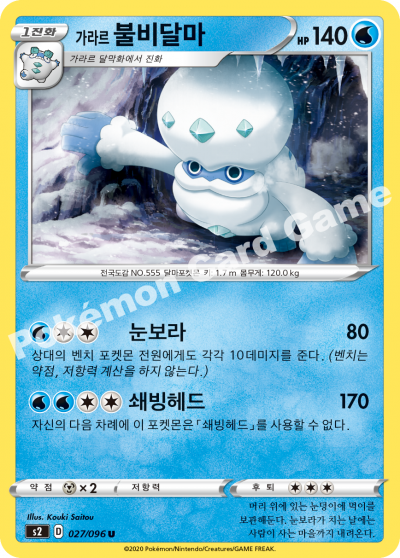 1진화
가라르 불비달마
HP 140
가라르 달막화에서 진화
전국도감 NO.555 달마포켓몬 키: 1.7 m 몸무게: 120.0 kg
눈보라 80
상대의 벤치 포켓몬 전원에게도 각각 10데미지를 준다. (벤치는
약점, 저항력 계산을 하지 않는다.)
쇄빙헤드 170
자신의 다음 차례에 이 포켓몬은 「쇄빙헤드」를 사용할 수 없다.
약점 ×2 저항력 후퇴
Illus. Kouki Saitou
s2 D 027/096 U
머리 위에 있는 눈덩이에 먹이를
보관해둔다. 눈보라가 치는 날에는
사람이 사는 마을까지 내려온다.
©2020 Pokémon/Nintendo/Creatures/GAME FREAK.
Pokémon Card Game